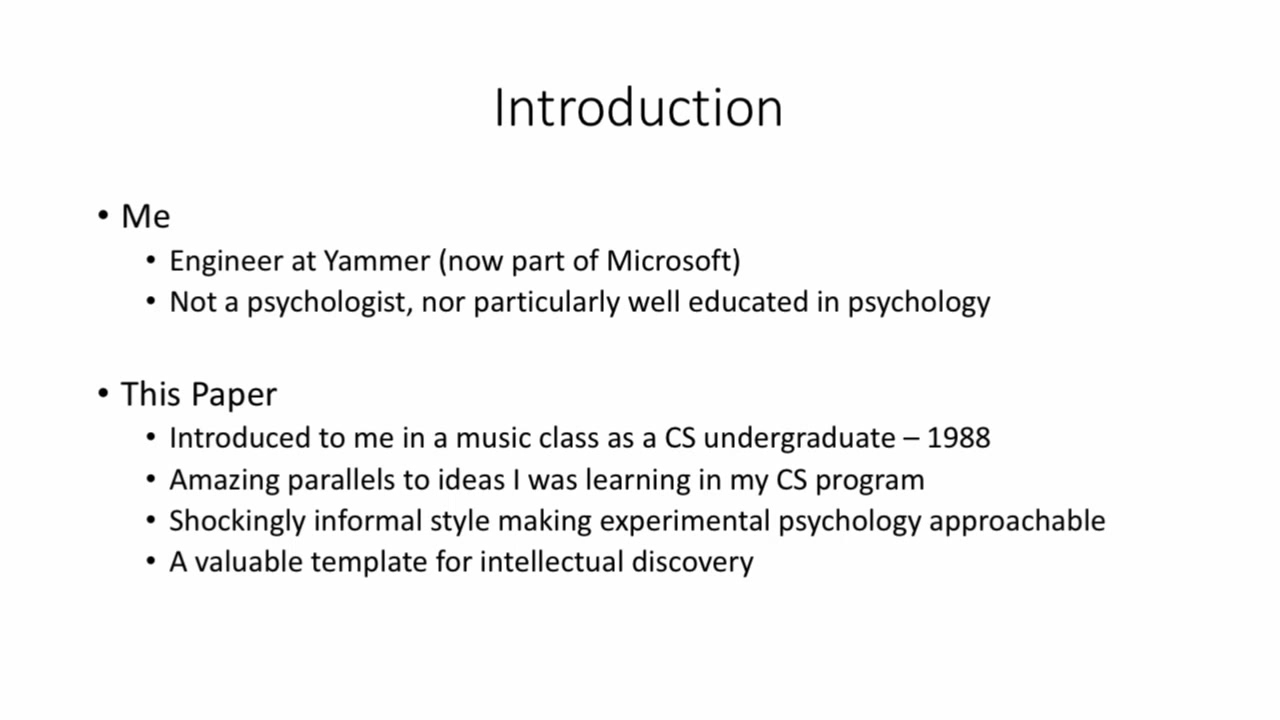 Introduction
• Me
• Engineer at Yammer (now part of Microsoft)
• Not a psychologist, nor particularly well educated in psychology
• This Paper
• Introduced to me in a music class as a CS undergraduate – 1988
• Amazing parallels to ideas I was learning in my CS program
• Shockingly informal style making experimental psychology approachable
• A valuable template for intellectual discovery